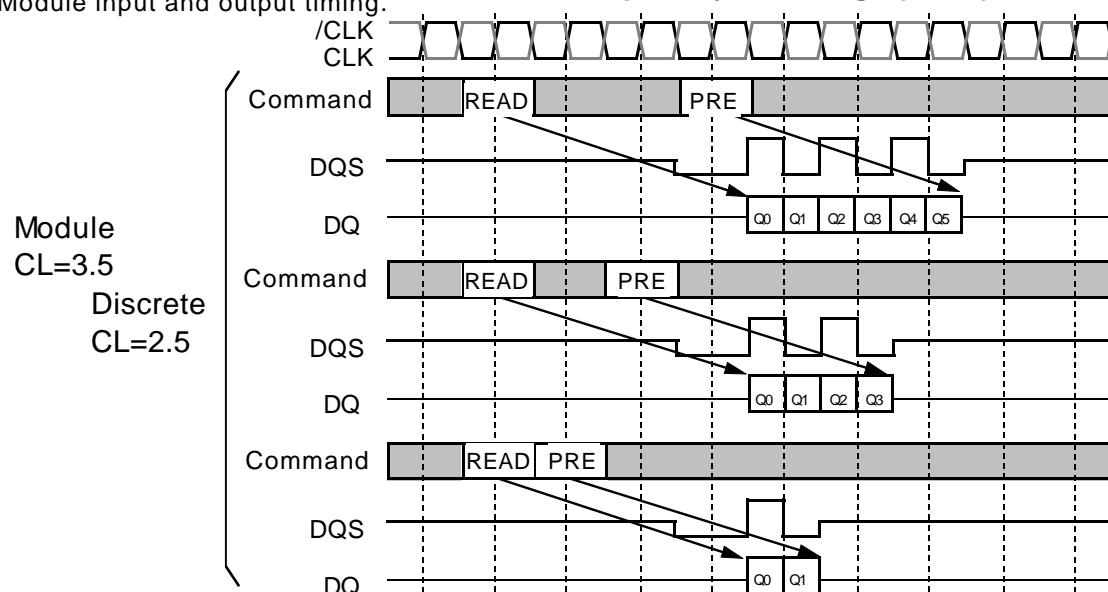 Module input and output timing.
/CLK
CLK
Command READ PRE
DQS
DQ Q0 Q1 Q2 Q3 Q4 Q5
Module
CL=3.5
Discrete
CL=2.5
Command READ PRE
DQS
DQ Q0 Q1 Q2 Q3
Command READ PRE
DQS
DQ Q0 Q1